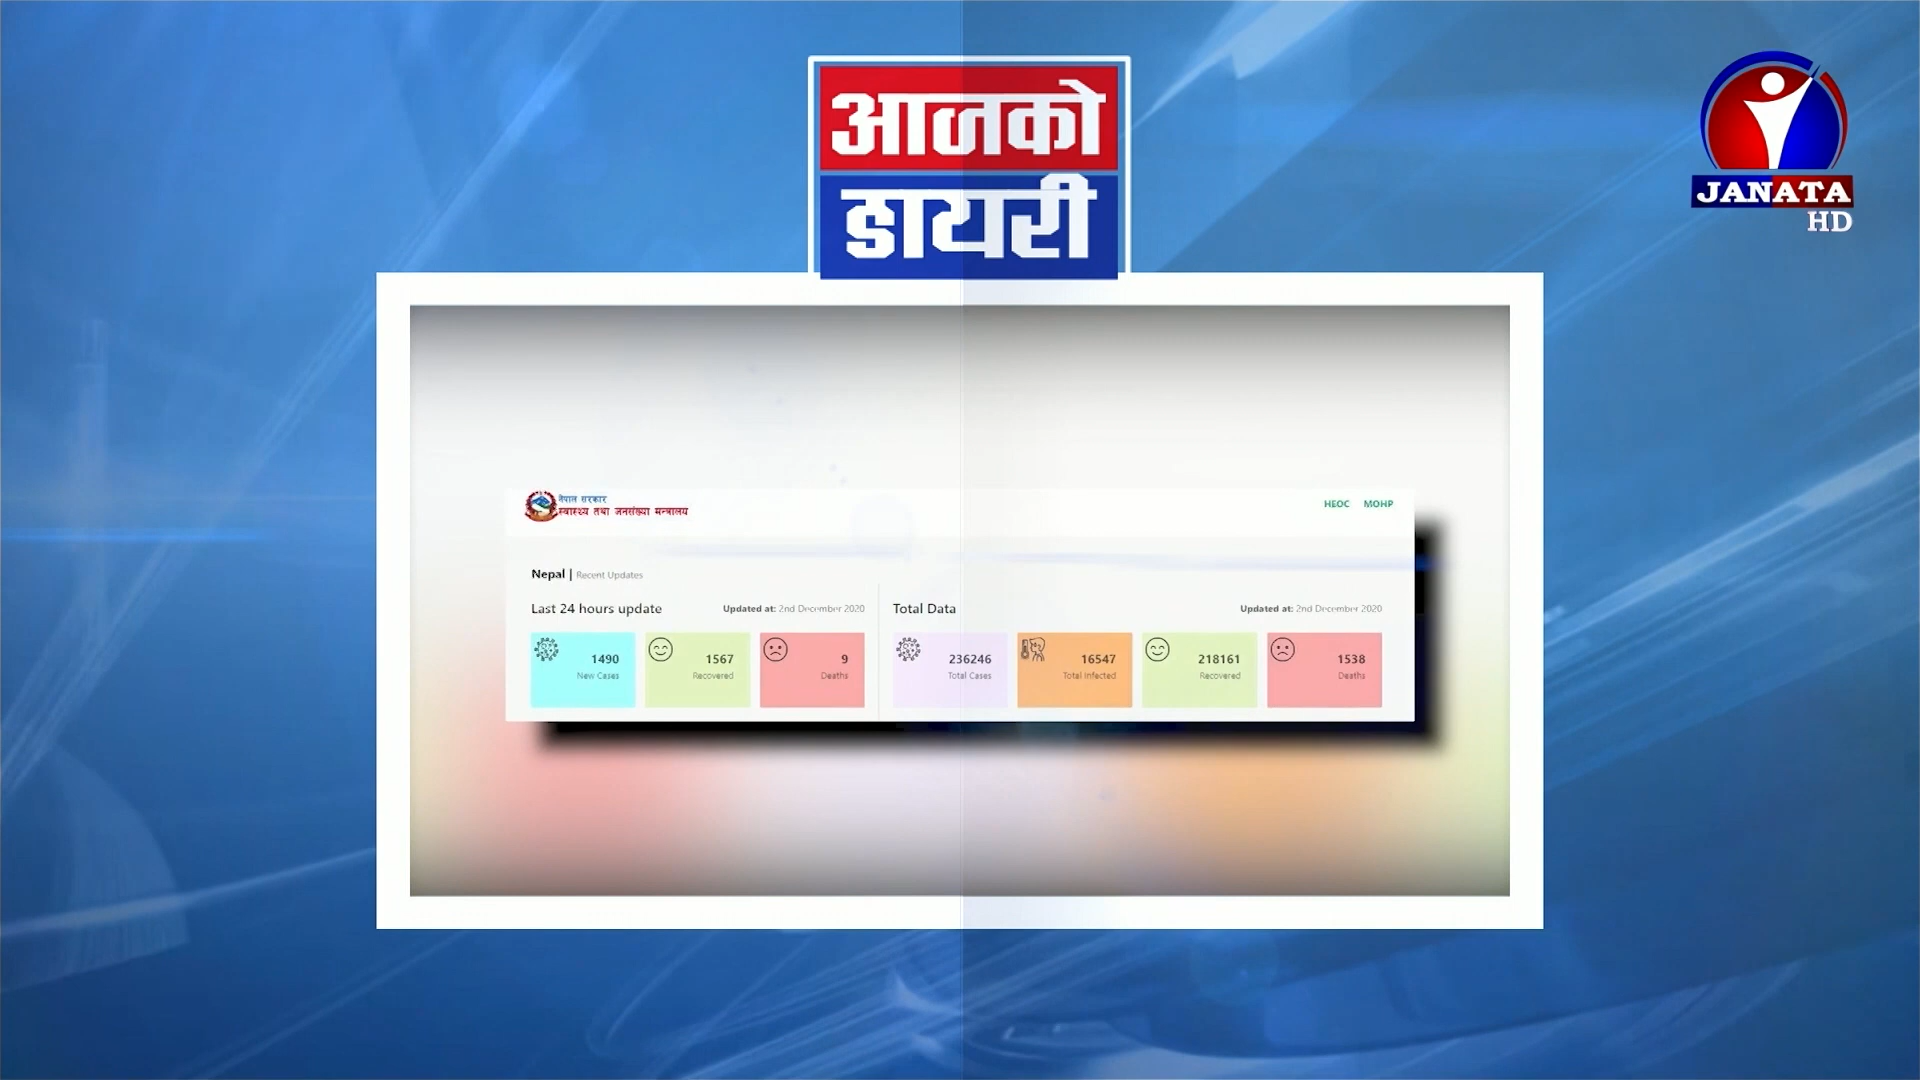 आजको
डायरी
JANATA
HD
नेपाल सरकार
स्वास्थ्य तथा जनसंख्या मन्त्रालय
HEOC MOHP
Nepal | Recent Updates
Last 24 hours update Updated at: 2nd December 2020
Total Data Updated at: 2nd December 2020
1490
New Cases
1567
Recovered
9
Deaths
236246
Total Cases
16547
Total Infected
218161
Recovered
1538
Deaths